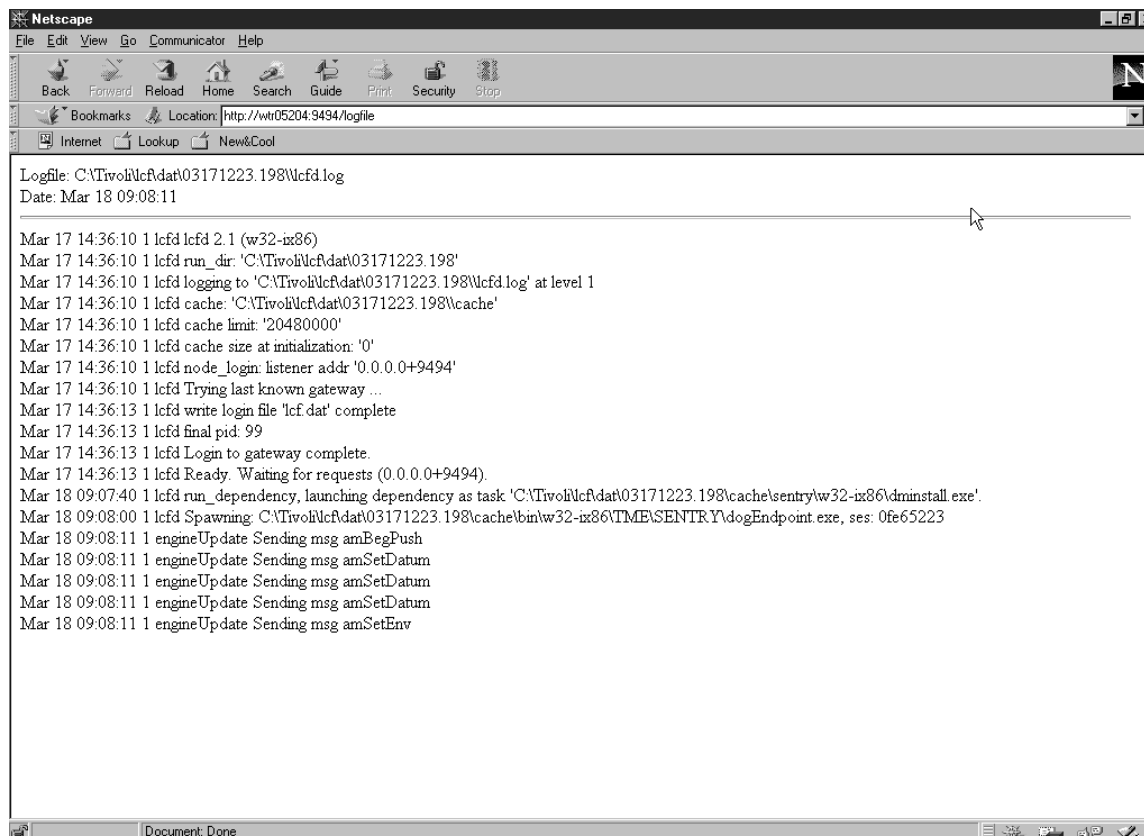 Netscape
File Edit View Go Communicator Help
Back Forward Reload Home Search Guide Print Security Stop
N
Bookmarks Location: http://wtr05204:9494/logfile
Internet Lookup New&Cool
Logfile: C:\Tivoli\lcf\dat\03171223.198\\lcfd.log
Date: Mar 18 09:08:11
Mar 17 14:36:10 1 lcfd lcfd 2.1 (w32-ix86)
Mar 17 14:36:10 1 lcfd run_dir: 'C:\Tivoli\lcf\dat\03171223.198'
Mar 17 14:36:10 1 lcfd logging to 'C:\Tivoli\lcf\dat\03171223.198\\lcfd.log' at level 1
Mar 17 14:36:10 1 lcfd cache: 'C:\Tivoli\lcf\dat\03171223.198\\cache'
Mar 17 14:36:10 1 lcfd cache limit: '20480000'
Mar 17 14:36:10 1 lcfd cache size at initialization: '0'
Mar 17 14:36:10 1 lcfd node_login: listener addr '0.0.0.0+9494'
Mar 17 14:36:10 1 lcfd Trying last known gateway ...
Mar 17 14:36:13 1 lcfd write login file 'lcf.dat' complete
Mar 17 14:36:13 1 lcfd final pid: 99
Mar 17 14:36:13 1 lcfd Login to gateway complete.
Mar 17 14:36:13 1 lcfd Ready. Waiting for requests (0.0.0.0+9494).
Mar 18 09:07:40 1 lcfd run_dependency, launching dependency as task 'C:\Tivoli\lcf\dat\03171223.198\cache\sentry\w32-ix86\dminstall.exe'.
Mar 18 09:08:00 1 lcfd Spawning: C:\Tivoli\lcf\dat\03171223.198\cache\bin\w32-ix86\TME\SENTRY\dogEndpoint.exe, ses: 0fe65223
Mar 18 09:08:11 1 engineUpdate Sending msg amBegPush
Mar 18 09:08:11 1 engineUpdate Sending msg amSetDatum
Mar 18 09:08:11 1 engineUpdate Sending msg amSetDatum
Mar 18 09:08:11 1 engineUpdate Sending msg amSetDatum
Mar 18 09:08:11 1 engineUpdate Sending msg amSetEnv
Document: Done